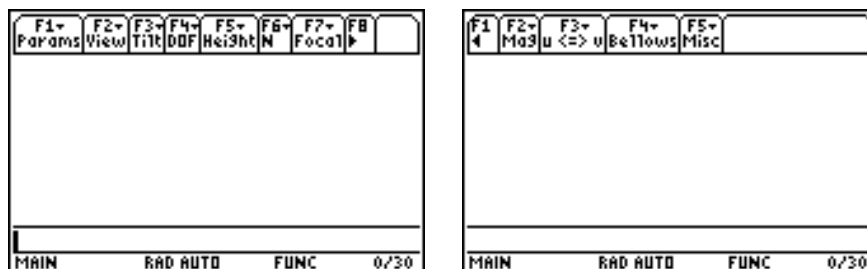 F1▾ F2▾ F3▾ F4▾ F5▾ F6▾ F7▾ F8
Params View Tilt DOF Height N Focal ▶
MAIN RAD AUTO FUNC 0/30
F1 F2▾ F3▾ F4▾ F5▾
◀ Mag u <=> v Bellows Misc
MAIN RAD AUTO FUNC 0/30